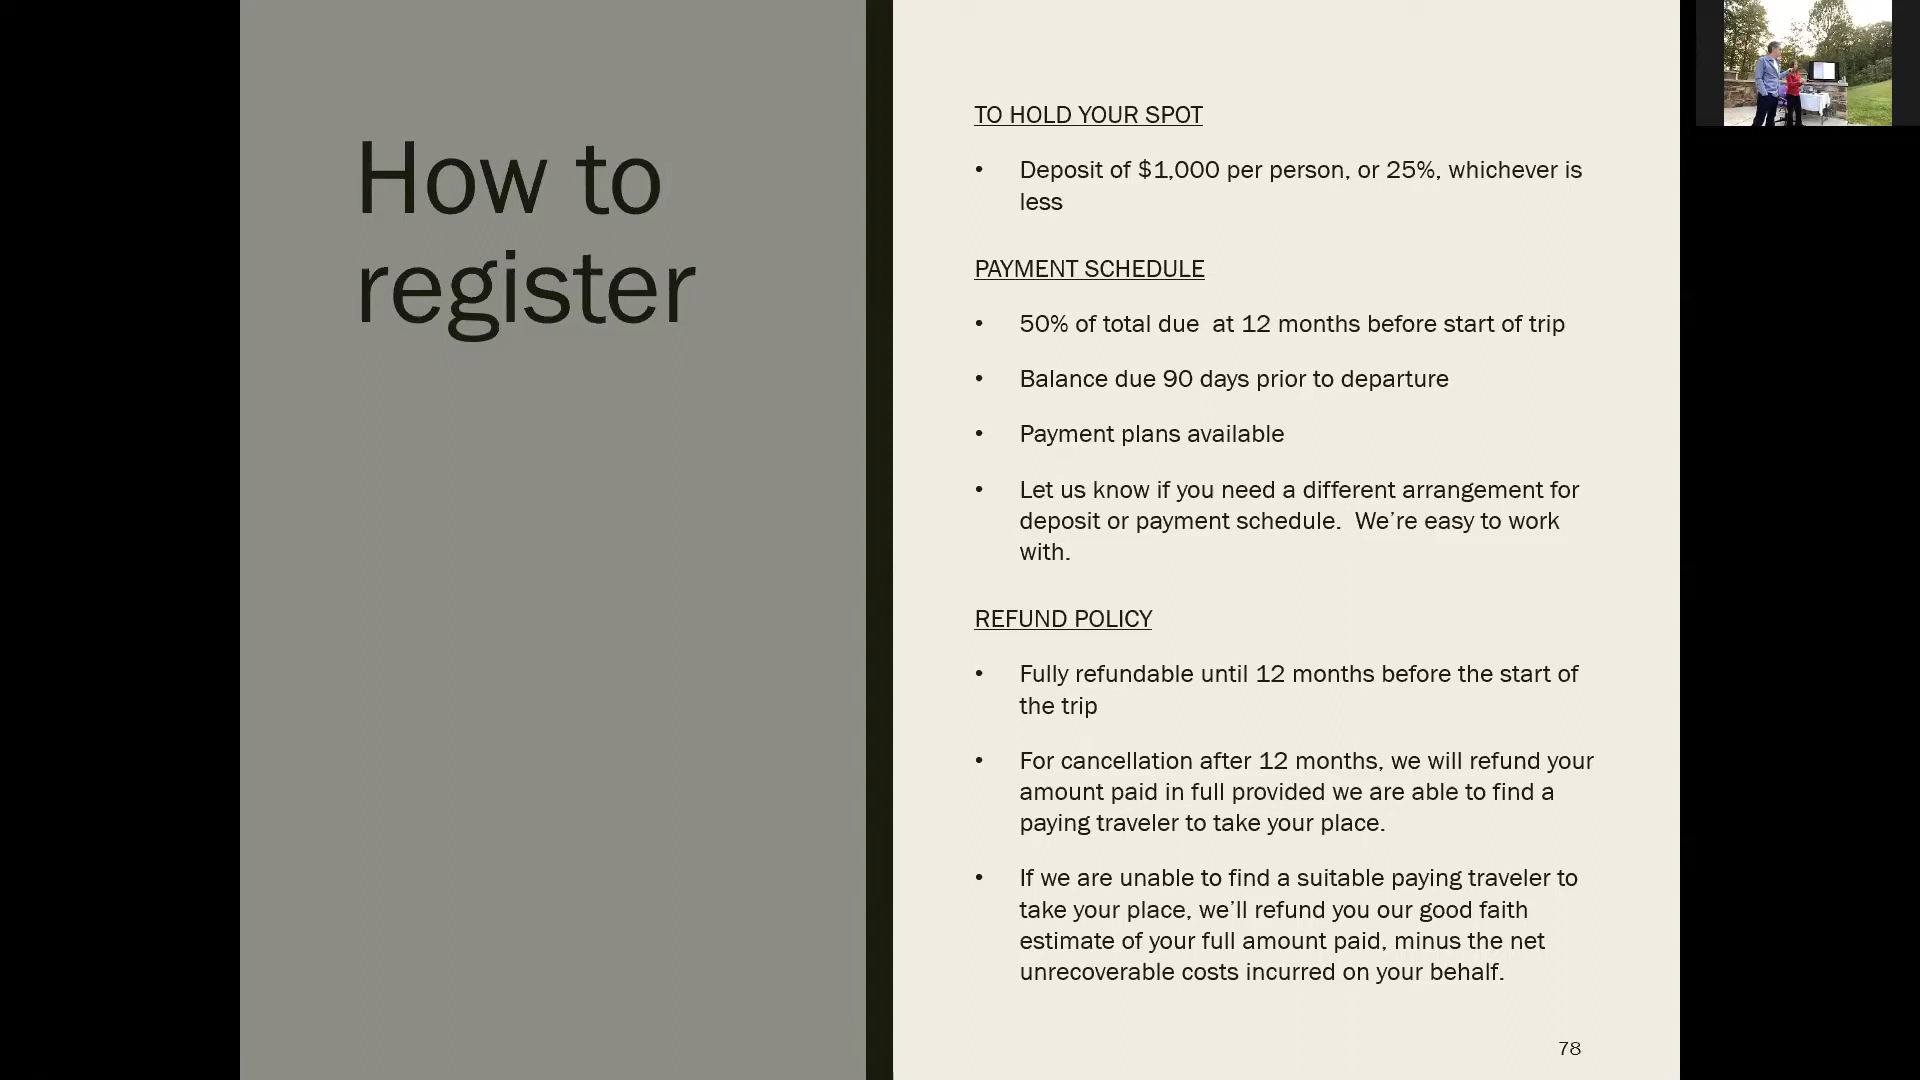 How to
register
TO HOLD YOUR SPOT
• Deposit of $1,000 per person, or 25%, whichever is
less
PAYMENT SCHEDULE
• 50% of total due  at 12 months before start of trip
• Balance due 90 days prior to departure
• Payment plans available
• Let us know if you need a different arrangement for
deposit or payment schedule.  We’re easy to work
with.
REFUND POLICY
• Fully refundable until 12 months before the start of
the trip
• For cancellation after 12 months, we will refund your
amount paid in full provided we are able to find a
paying traveler to take your place.
• If we are unable to find a suitable paying traveler to
take your place, we’ll refund you our good faith
estimate of your full amount paid, minus the net
unrecoverable costs incurred on your behalf.
78